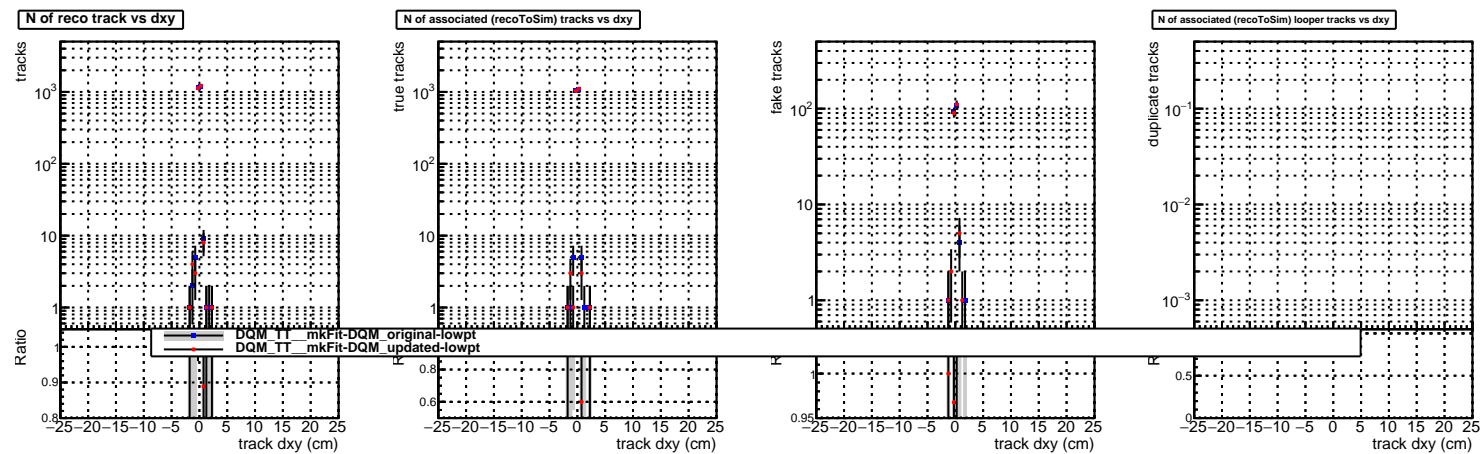 N of reco track vs dxy
N of associated (recoToSim) tracks vs dxy
N of associated (recoToSim) looper tracks vs dxy
tracks
10³
10²
10
1
Ratio
1
0.9
0.8
−25 −20 −15 −10 −5 0 5 10 15 20 25
track dxy (cm)
true tracks
10³
10²
10
1
0.8
0.6
−25 −20 −15 −10 −5 0 5 10 15 20 25
track dxy (cm)
fake tracks
10²
10
1
1
0.95
−25 −20 −15 −10 −5 0 5 10 15 20 25
track dxy (cm)
duplicate tracks
10⁻¹
10⁻²
10⁻³
0.5
0
−25 −20 −15 −10 −5 0 5 10 15 20 25
track dxy (cm)
DQM_TT__mkFit-DQM_original-lowpt
DQM_TT__mkFit-DQM_updated-lowpt